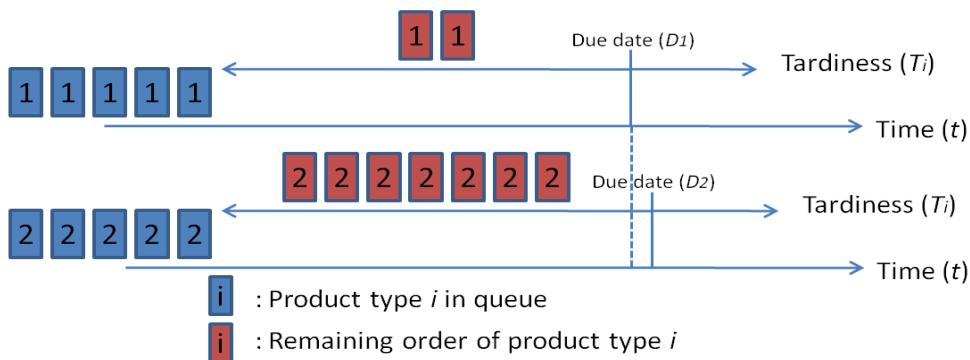 1 1
Due date (D1)
Tardiness (Ti)
1 1 1 1 1
Time (t)
2 2 2 2 2 2 2
Due date (D2)
Tardiness (Ti)
2 2 2 2 2
Time (t)
i : Product type i in queue
i : Remaining order of product type i